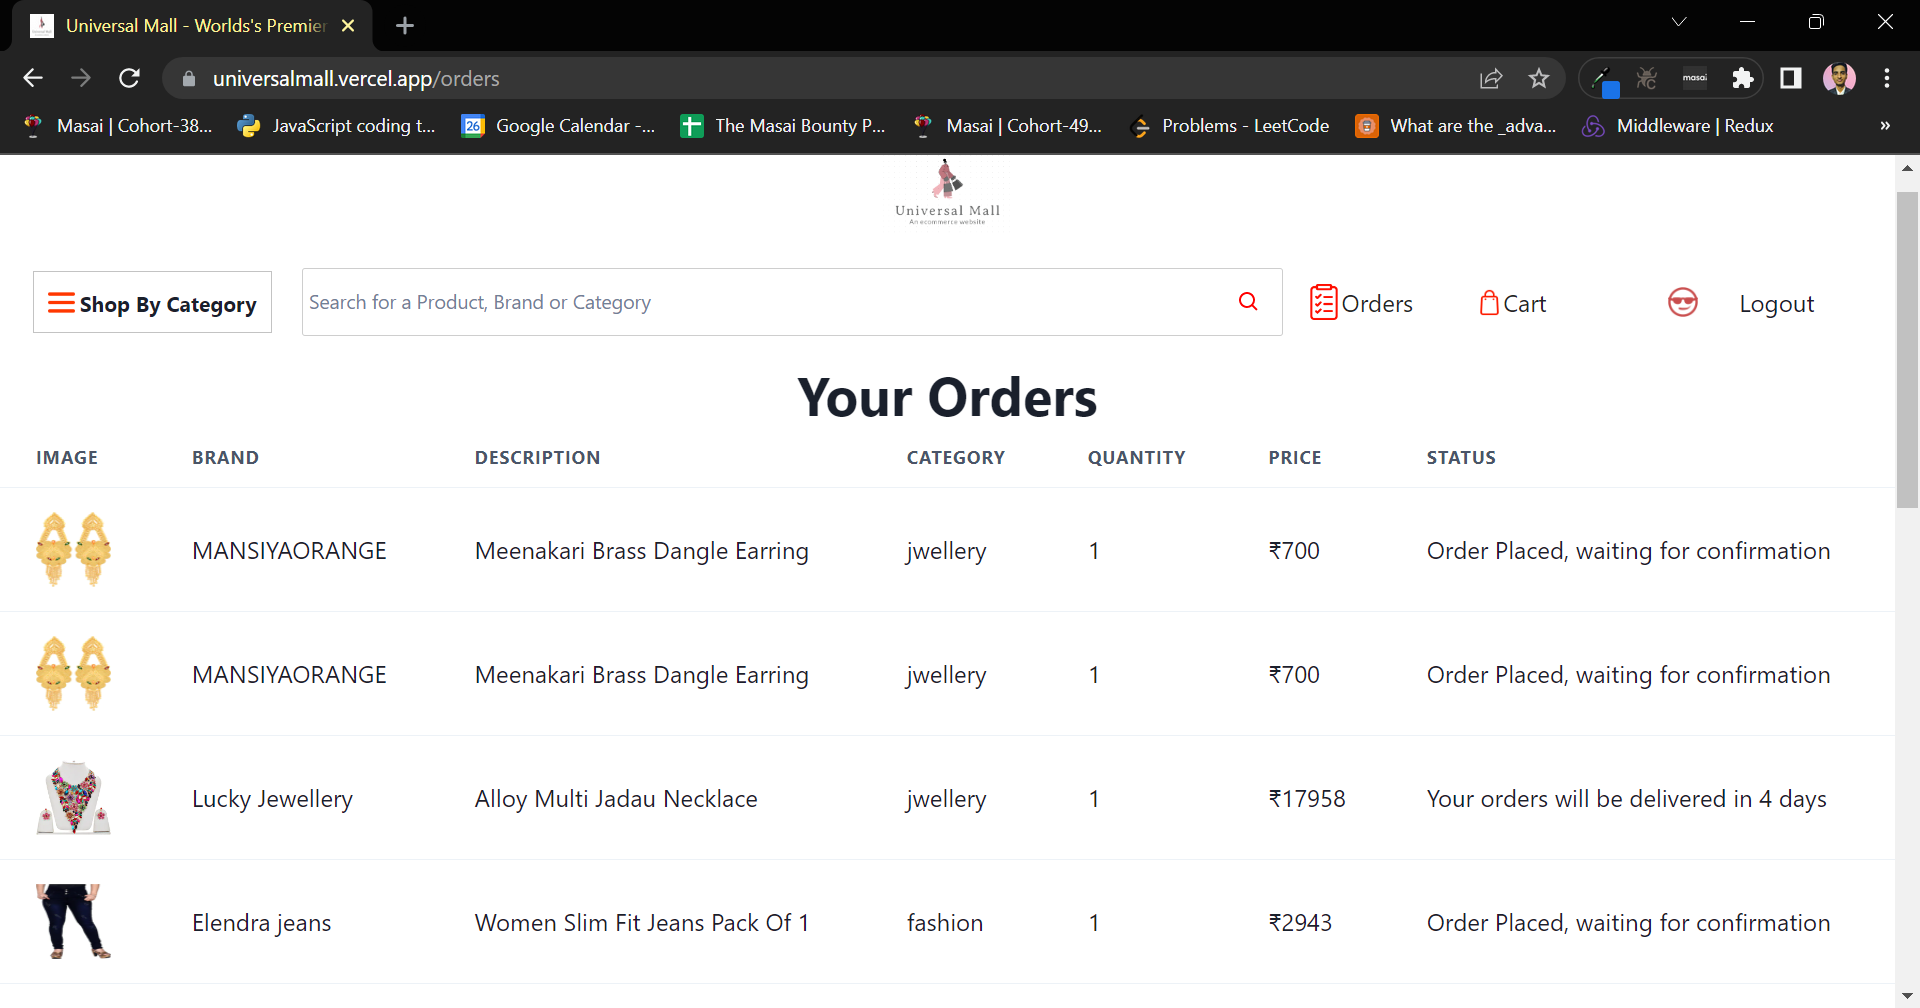 Universal Mall - Worlds's Premier
universalmall.vercel.app/orders
masai
Masai | Cohort-38... JavaScript coding t... 26 Google Calendar -... The Masai Bounty P... Masai | Cohort-49... Problems - LeetCode What are the _adva... Middleware | Redux »
Universal Mall
An ecommerce website
Shop By Category Search for a Product, Brand or Category Orders Cart Logout
Your Orders
IMAGE BRAND DESCRIPTION CATEGORY QUANTITY PRICE STATUS
MANSIYAORANGE Meenakari Brass Dangle Earring jwellery 1 ₹700 Order Placed, waiting for confirmation
MANSIYAORANGE Meenakari Brass Dangle Earring jwellery 1 ₹700 Order Placed, waiting for confirmation
Lucky Jewellery Alloy Multi Jadau Necklace jwellery 1 ₹17958 Your orders will be delivered in 4 days
Elendra jeans Women Slim Fit Jeans Pack Of 1 fashion 1 ₹2943 Order Placed, waiting for confirmation